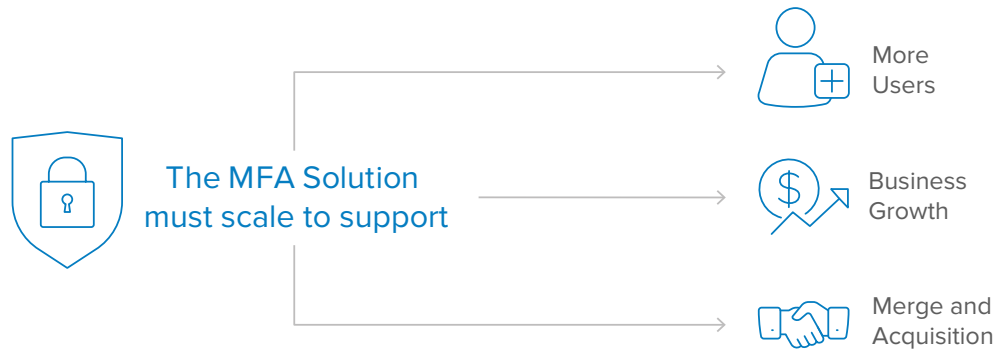 The MFA Solution
must scale to support
More
Users
Business
Growth
Merge and
Acquisition